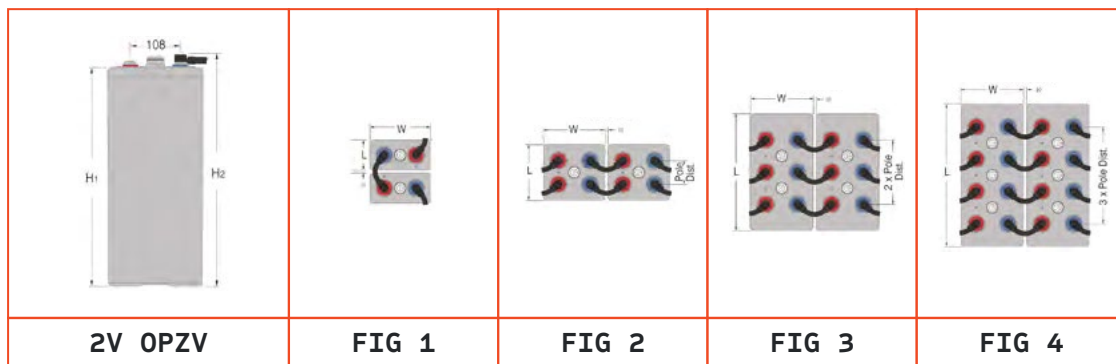 108
H1
H2
2V OPZV
W
L
FIG 1
W
L
Pole
Dist.
FIG 2
W
L
2 x Pole
Dist.
FIG 3
W
L
3 x Pole Dist.
FIG 4